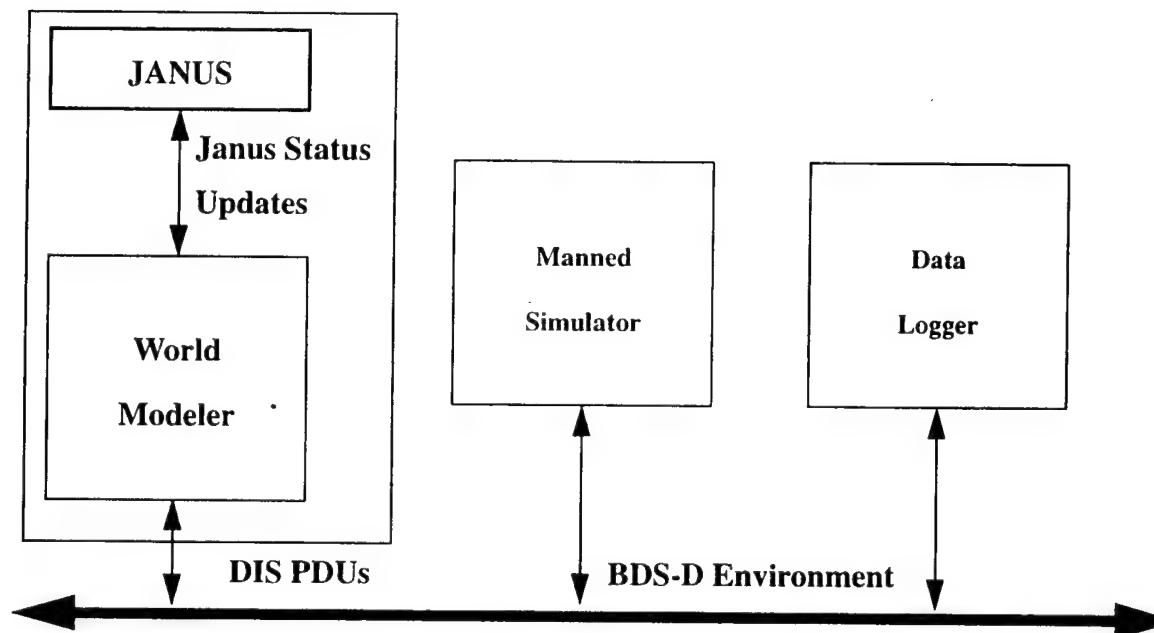 JANUS
Janus Status
Updates
World
Modeler
Manned
Simulator
Data
Logger
DIS PDUs
BDS-D Environment